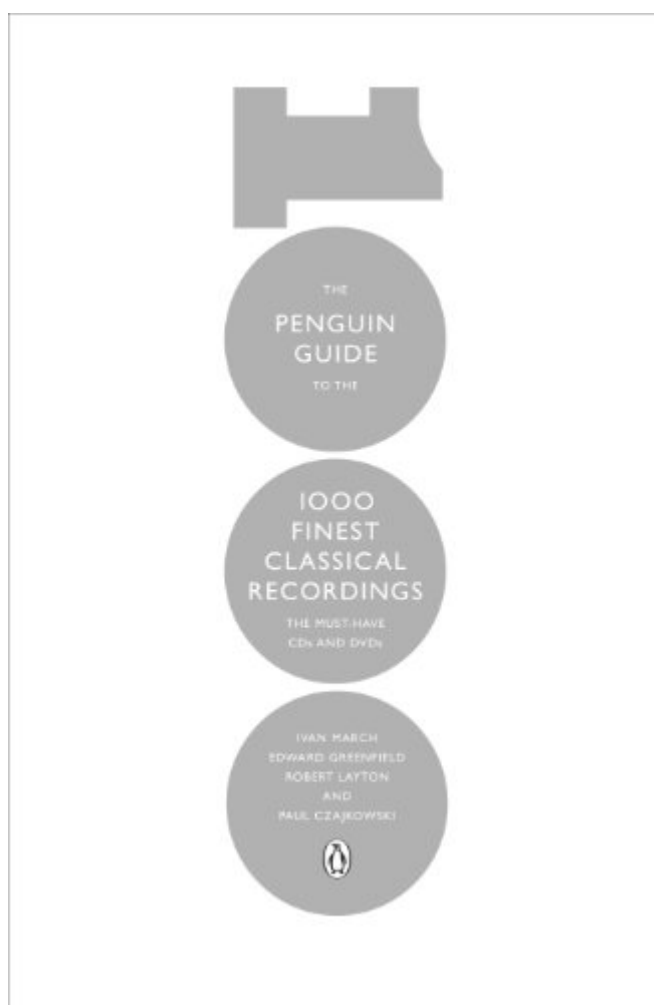 THE
PENGUIN
GUIDE
TO THE
1000
FINEST
CLASSICAL
RECORDINGS
THE MUST-HAVE
CDs AND DVDs
IVAN MARCH
EDWARD GREENFIELD
ROBERT LAYTON
AND
PAUL CZAJKOWSKI